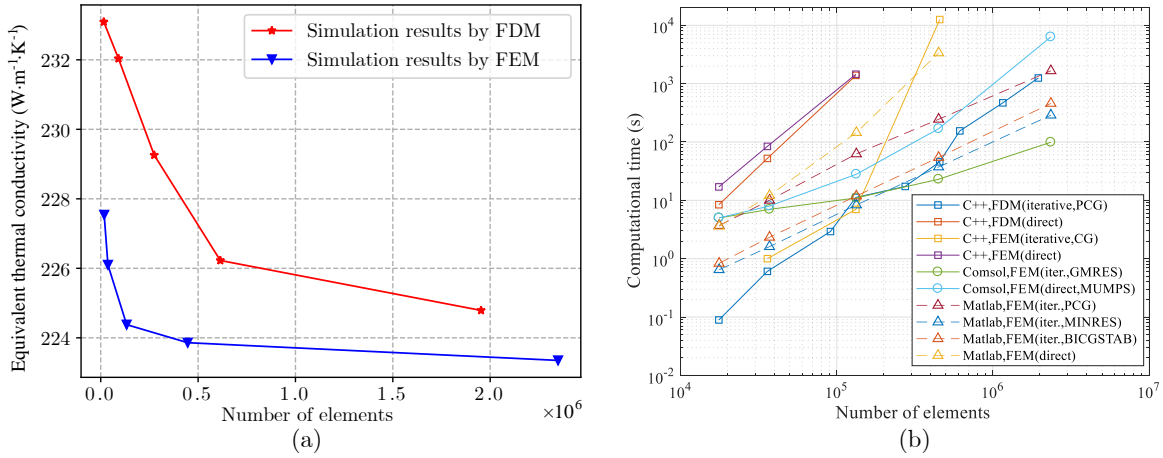 Simulation results by FDM
Simulation results by FEM
Equivalent thermal conductivity (W·m⁻¹·K⁻¹)
232
230
228
226
224
0.0
0.5
1.0
1.5
2.0
×10⁶
Number of elements
(a)
Computational time (s)
10⁴
10³
10²
10¹
10⁰
10⁻¹
10⁻²
C++,FDM(iterative,PCG)
C++,FDM(direct)
C++,FEM(iterative,CG)
C++,FEM(direct)
Comsol,FEM(iter.,GMRES)
Comsol,FEM(direct,MUMPS)
Matlab,FEM(iter.,PCG)
Matlab,FEM(iter.,MINRES)
Matlab,FEM(iter.,BICGSTAB)
Matlab,FEM(direct)
10⁴
10⁵
10⁶
10⁷
Number of elements
(b)